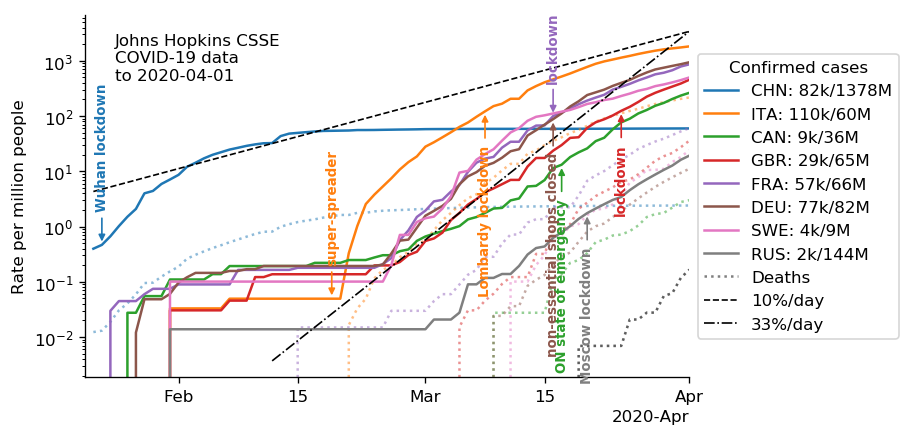 Johns Hopkins CSSE
COVID-19 data
to 2020-04-01
Rate per million people
10³
10²
10¹
10⁰
10⁻¹
10⁻²
Wuhan lockdown
super-spreader
Lombardy lockdown
lockdown
non-essential shops closed
ON state of emergency
Moscow lockdown
lockdown
Feb
15
Mar
15
Apr
2020-Apr
Confirmed cases
CHN: 82k/1378M
ITA: 110k/60M
CAN: 9k/36M
GBR: 29k/65M
FRA: 57k/66M
DEU: 77k/82M
SWE: 4k/9M
RUS: 2k/144M
Deaths
10%/day
33%/day